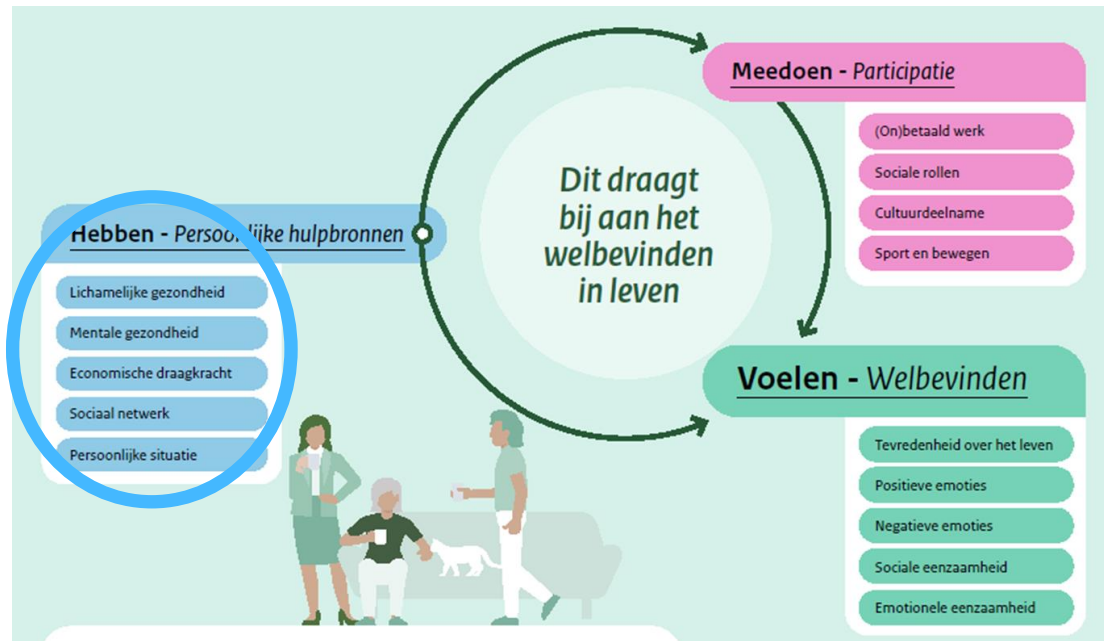 Hebben - Persoonlijke hulpbronnen
Lichamelijke gezondheid
Mentale gezondheid
Economische draagkracht
Sociaal netwerk
Persoonlijke situatie
Dit draagt
bij aan het
welbevinden
in leven
Meedoen - Participatie
(On)betaald werk
Sociale rollen
Cultuurdeelname
Sport en bewegen
Voelen - Welbevinden
Tevredenheid over het leven
Positieve emoties
Negatieve emoties
Sociale eenzaamheid
Emotionele eenzaamheid